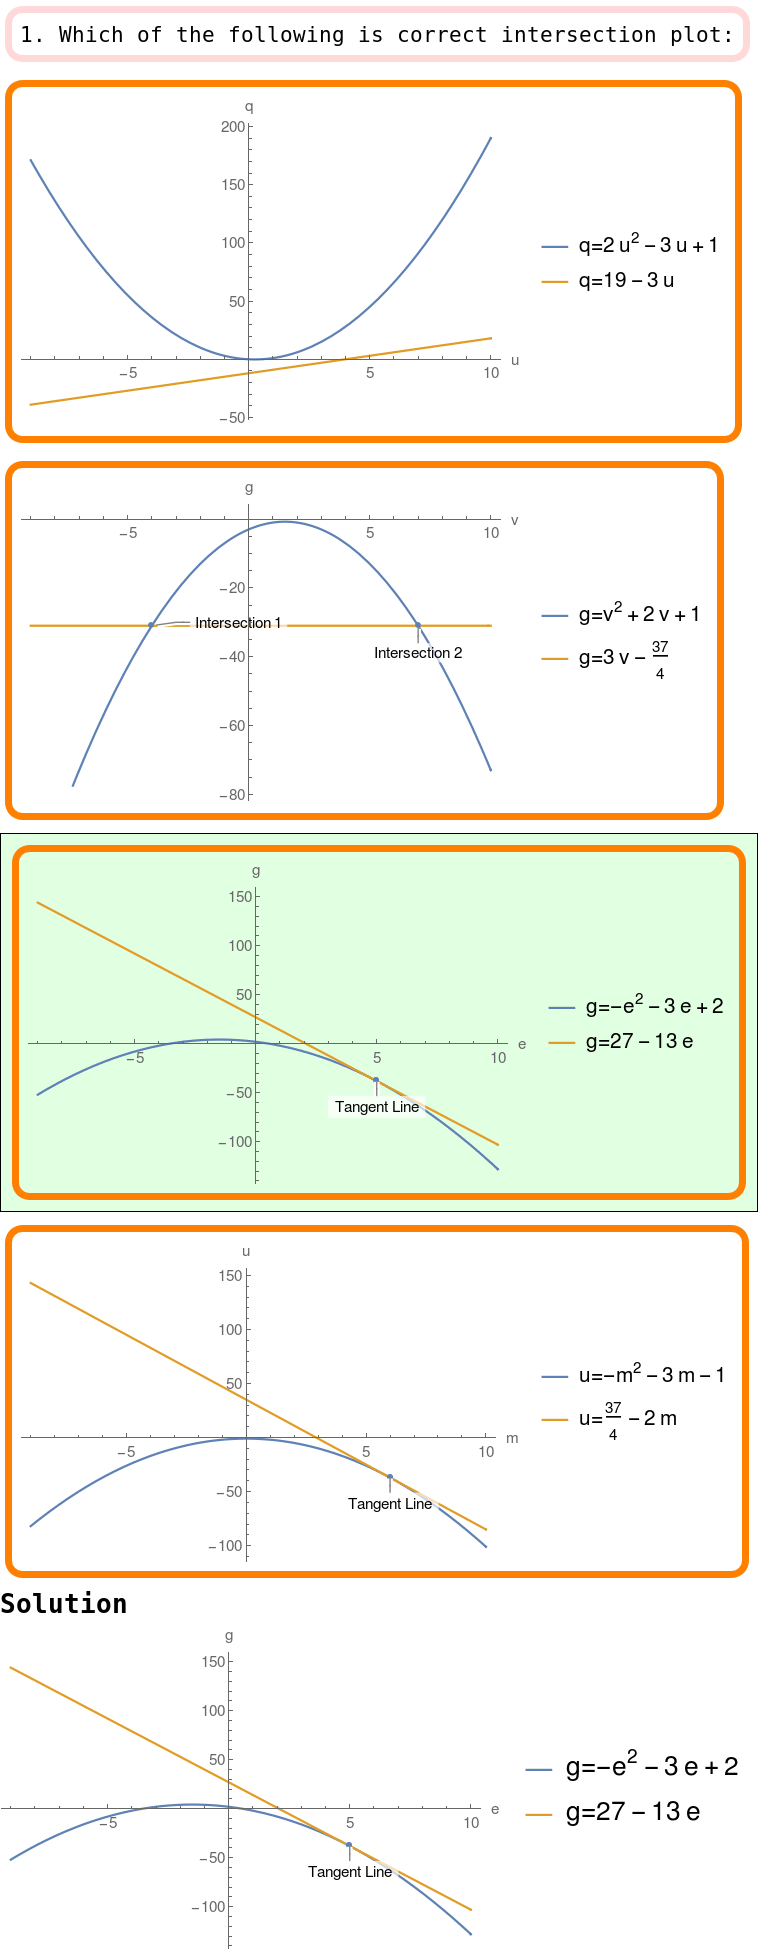 1. Which of the following is correct intersection plot:
q
200
150
100
50
−50
−5
5
10
u
q=2 u² − 3 u + 1
q=19 − 3 u
g
v
−5
5
10
−20
−40
−60
−80
Intersection 1
Intersection 2
g=v² + 2 v + 1
g=3 v − 37/4
g
150
100
50
−50
−100
−5
5
10
e
Tangent Line
g=−e² − 3 e + 2
g=27 − 13 e
u
150
100
50
−50
−100
−5
5
10
m
Tangent Line
u=−m² − 3 m − 1
u=37/4 − 2 m
Solution
g
150
100
50
−50
−100
−5
5
10
e
Tangent Line
g=−e² − 3 e + 2
g=27 − 13 e